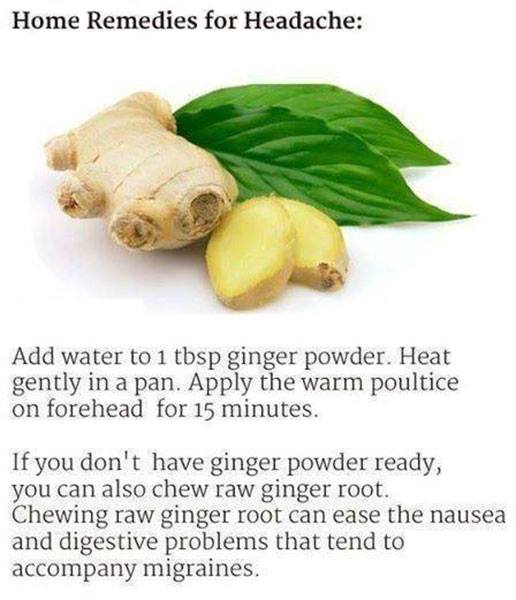 Home Remedies for Headache:
Add water to 1 tbsp ginger powder. Heat
gently in a pan. Apply the warm poultice
on forehead for 15 minutes.
If you don't have ginger powder ready,
you can also chew raw ginger root.
Chewing raw ginger root can ease the nausea
and digestive problems that tend to
accompany migraines.